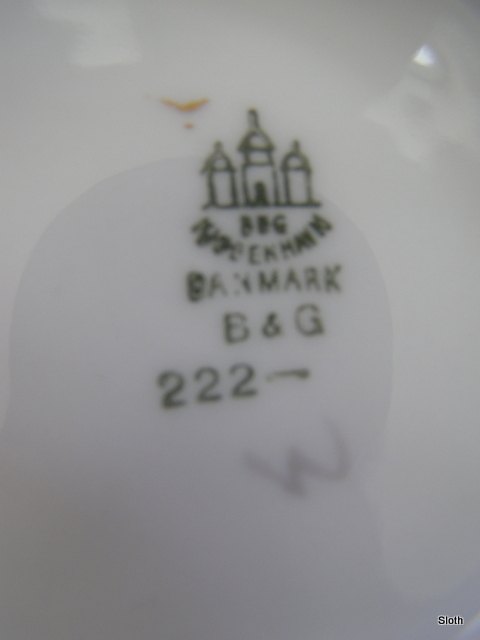 B&G
KJØBENHAVN
DANMARK
B & G
222-
W
Sloth